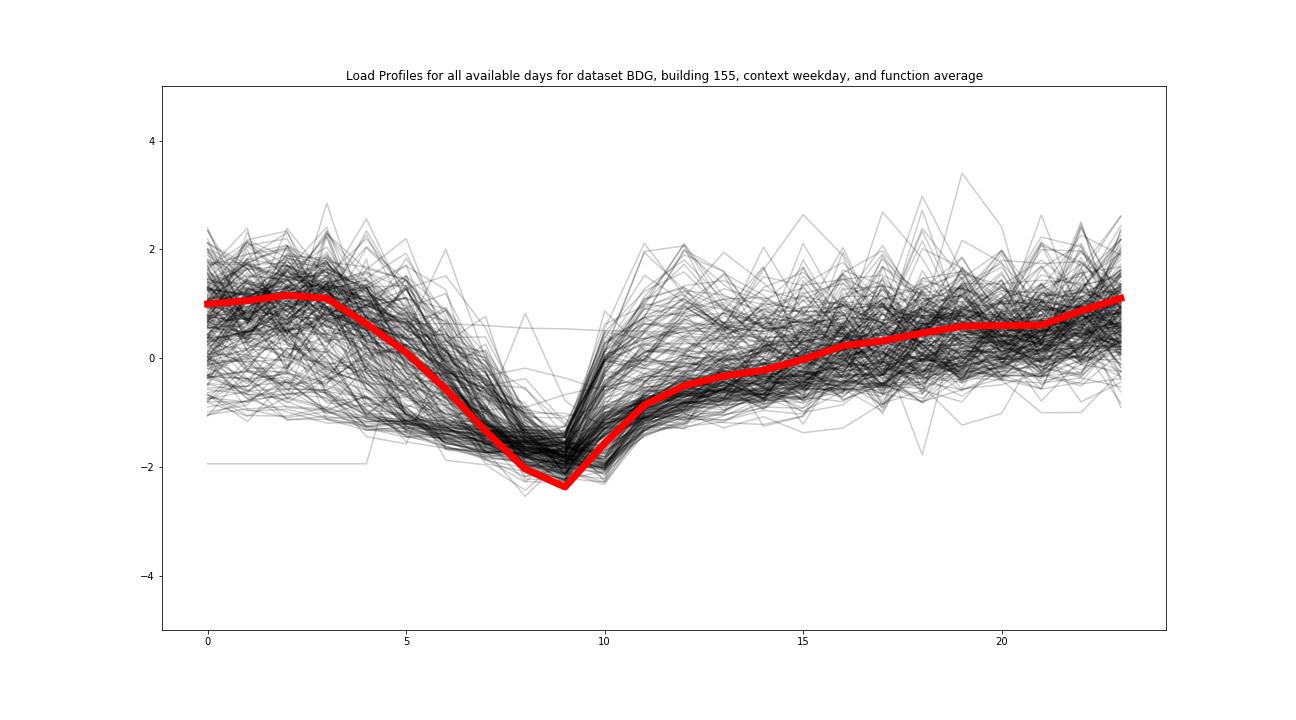 Load Profiles for all available days for dataset BDG, building 155, context weekday, and function average
4
2
0
−2
−4
0 5 10 15 20